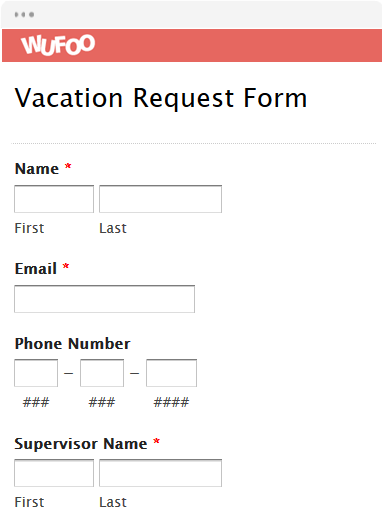 WUFOO
Vacation Request Form
Name *
First Last
Email *
Phone Number
– –
### ### ####
Supervisor Name *
First Last